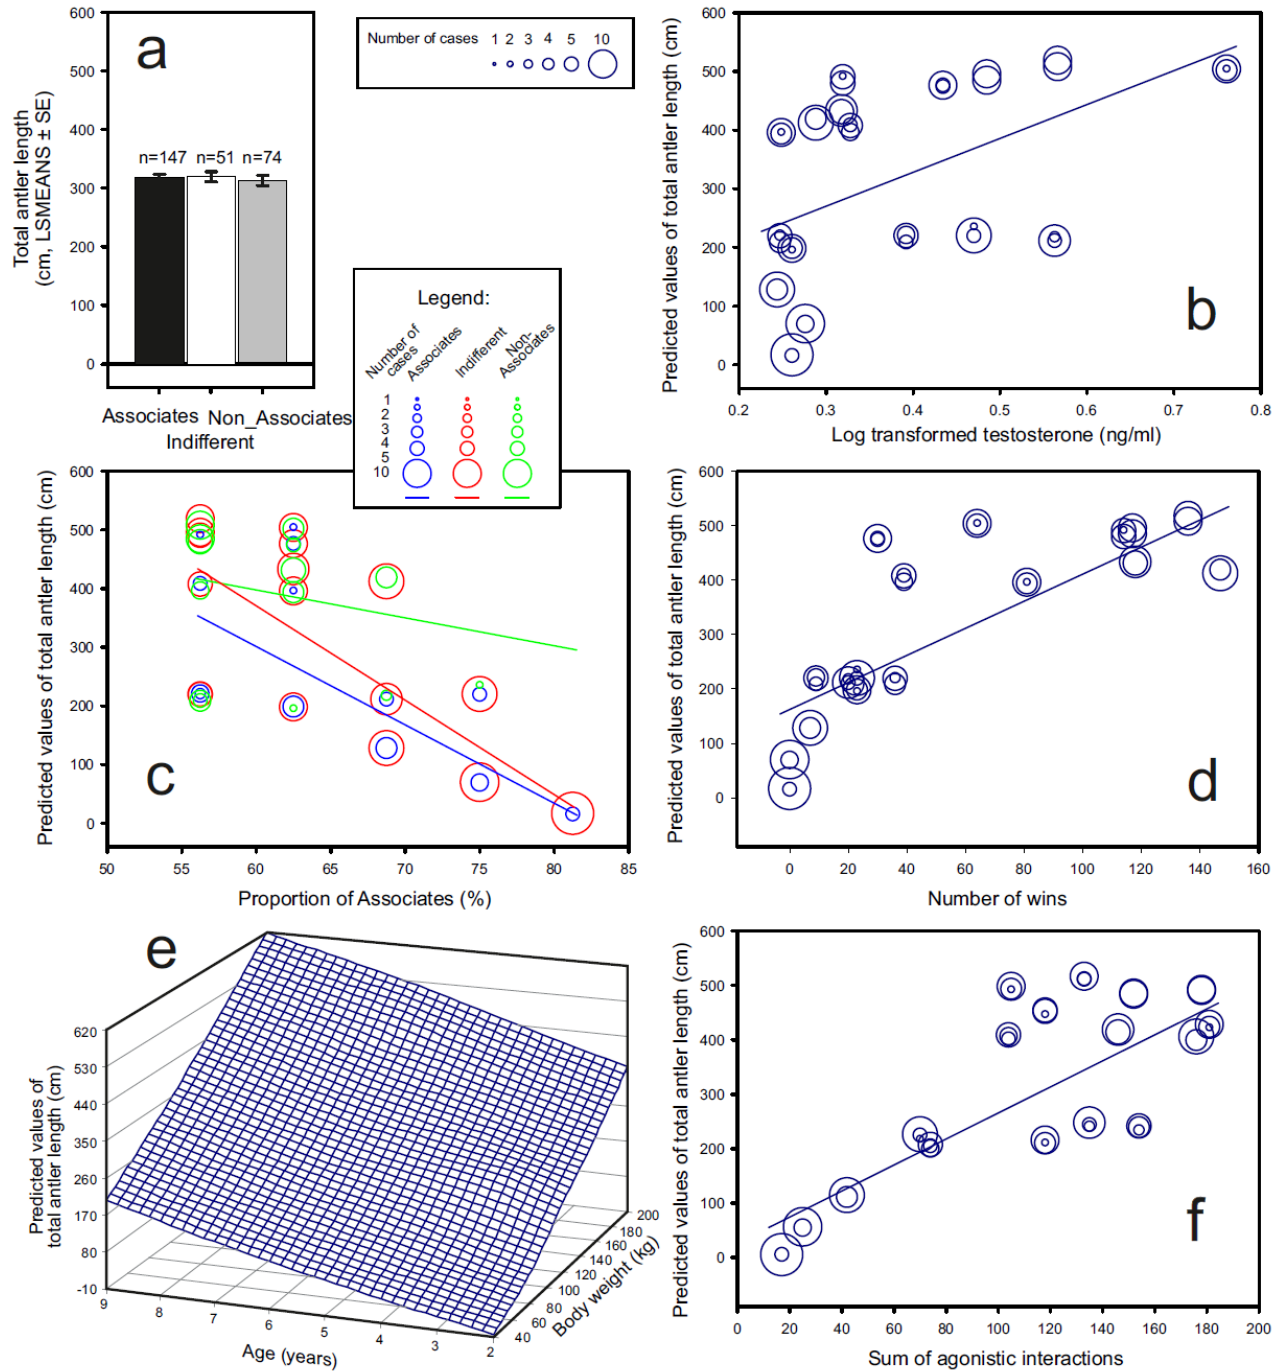 a
600
500
400
300
200
100
0
Total antler length
(cm, LSMEANS ± SE)
n=147 n=51 n=74
Associates Non_Associates
Indifferent
Number of cases 1 2 3 4 5 10
b
600
500
400
300
200
100
0
Predicted values of total antler length (cm)
0.2 0.3 0.4 0.5 0.6 0.7 0.8
Log transformed testosterone (ng/ml)
Legend:
Number of
cases
Associates
Indifferent
Non-
Associates
1
2
3
4
5
10
c
600
500
400
300
200
100
0
Predicted values of total antler length (cm)
50 55 60 65 70 75 80 85
Proportion of Associates (%)
d
600
500
400
300
200
100
0
Predicted values of total antler length (cm)
0 20 40 60 80 100 120 140 160
Number of wins
e
620
530
440
350
260
170
80
-10
Predicted values of
total antler length (cm)
9 8 7 6 5 4 3 2
Age (years)
40 60 80 100 120 140 160 180 200
Body weight (kg)
f
600
500
400
300
200
100
0
Predicted values of total antler length (cm)
0 20 40 60 80 100 120 140 160 180 200
Sum of agonistic interactions